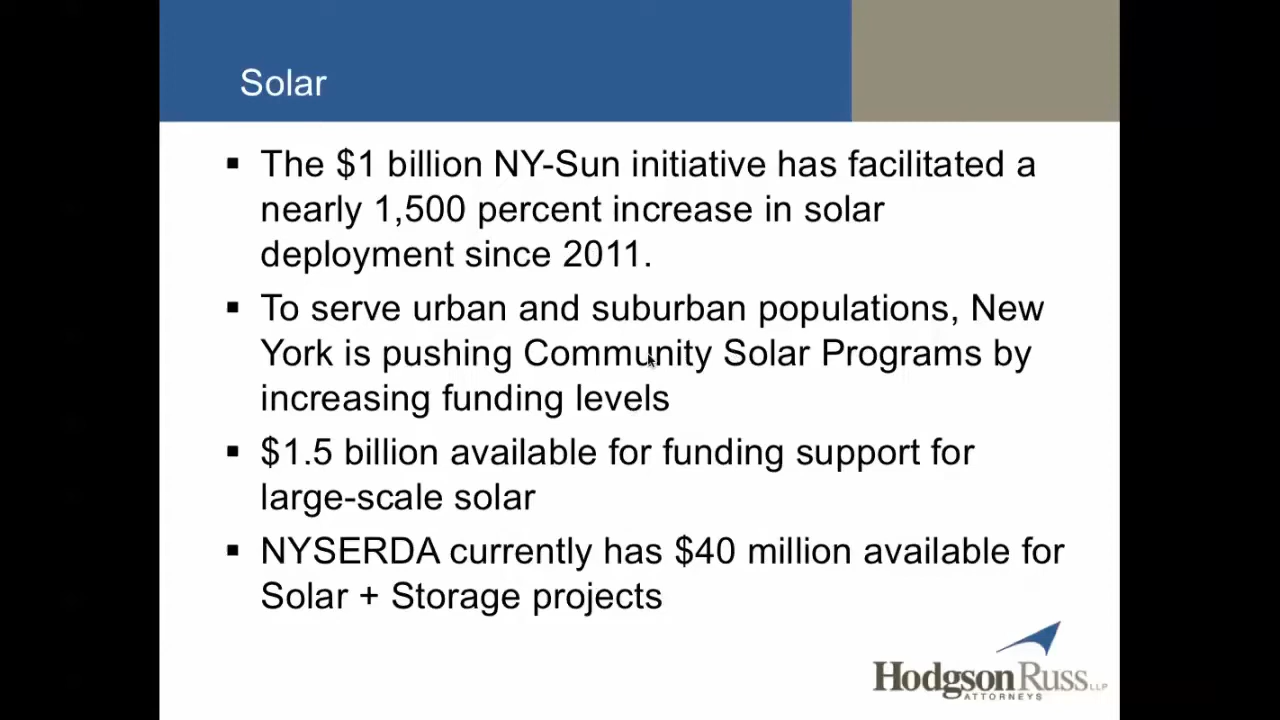 Solar
▪ The $1 billion NY-Sun initiative has facilitated a
nearly 1,500 percent increase in solar
deployment since 2011.
▪ To serve urban and suburban populations, New
York is pushing Community Solar Programs by
increasing funding levels
▪ $1.5 billion available for funding support for
large-scale solar
▪ NYSERDA currently has $40 million available for
Solar + Storage projects
HodgsonRuss LLP
ATTORNEYS